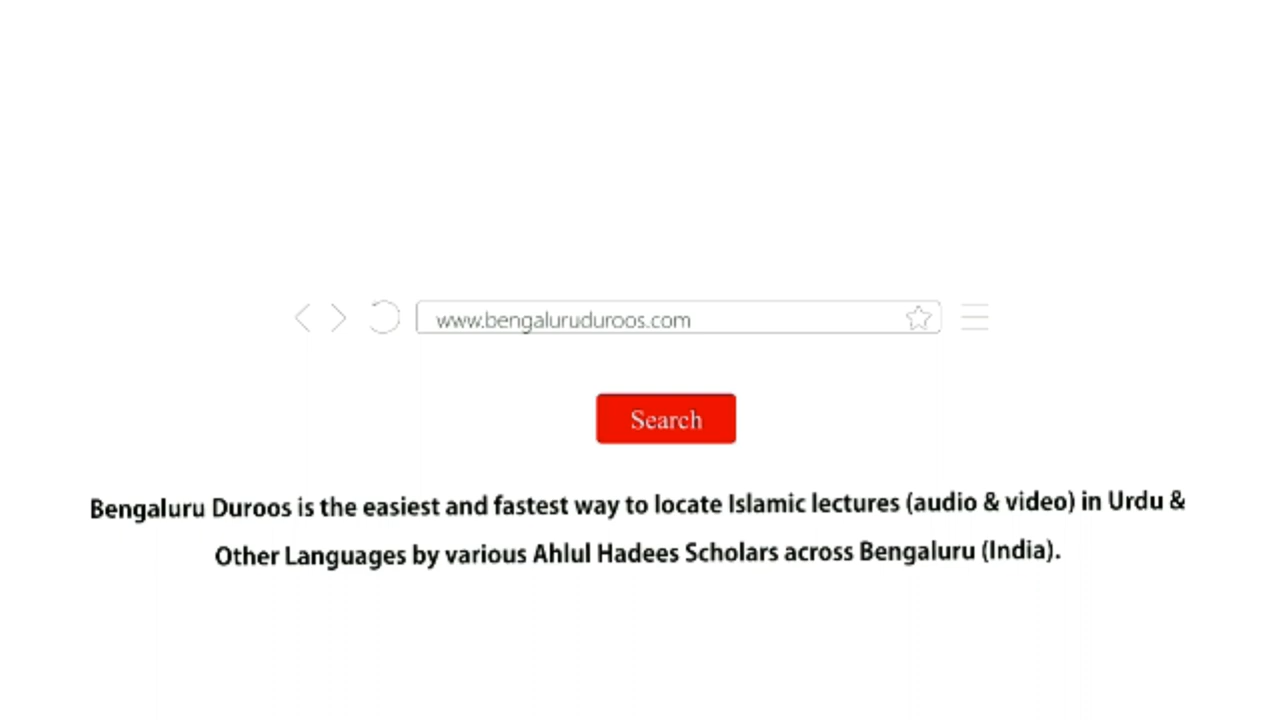 www.bengaluruduroos.com
Search
Bengaluru Duroos is the easiest and fastest way to locate Islamic lectures (audio & video) in Urdu &
Other Languages by various Ahlul Hadees Scholars across Bengaluru (India).